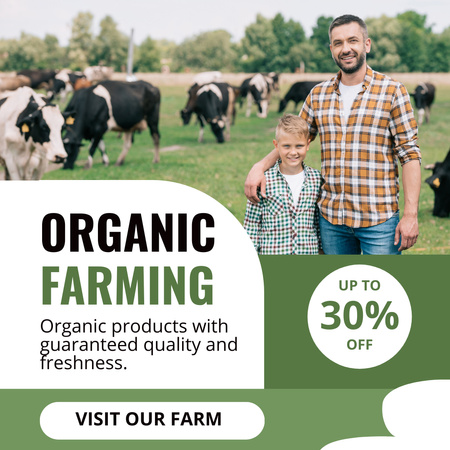 ORGANIC
FARMING
Organic products with
guaranteed quality and
freshness.
UP TO
30%
OFF
VISIT OUR FARM